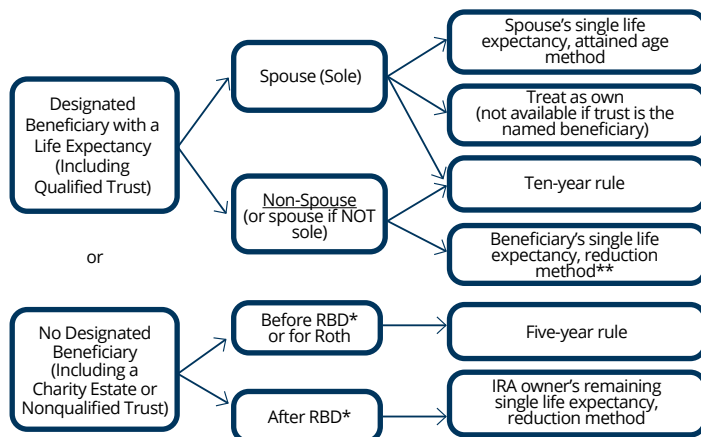 Designated
Beneficiary with a
Life Expectancy
(Including
Qualified Trust)
Spouse (Sole)
Spouse's single life
expectancy, attained age
method
Treat as own
(not available if trust is the
named beneficiary)
Non-Spouse
(or spouse if NOT
sole)
Ten-year rule
Beneficiary's single life
expectancy, reduction
method**
or
No Designated
Beneficiary
(Including a
Charity Estate or
Nonqualified Trust)
Before RBD*
or for Roth
Five-year rule
After RBD*
IRA owner's remaining
single life expectancy,
reduction method